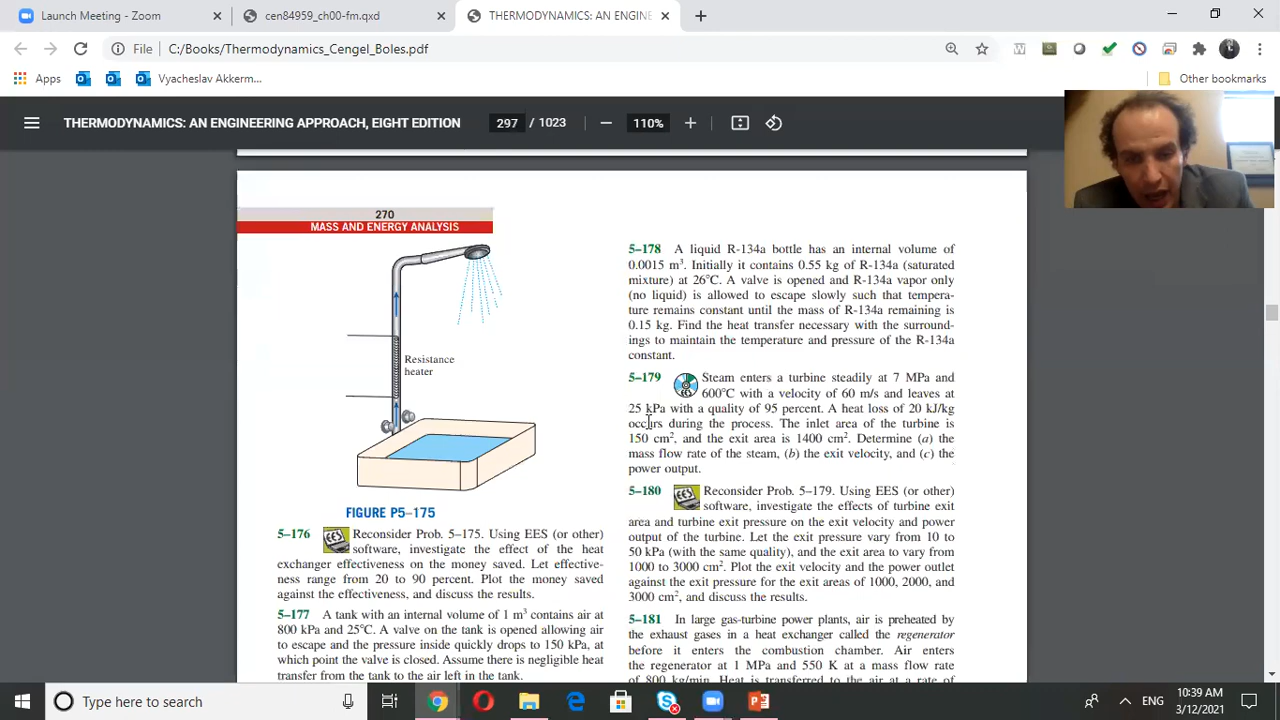 Launch Meeting - Zoom
cen84959_ch00-fm.qxd
THERMODYNAMICS: AN ENGINE
File
C:/Books/Thermodynamics_Cengel_Boles.pdf
Apps
Vyacheslav Akkerm...
Other bookmarks
THERMODYNAMICS: AN ENGINEERING APPROACH, EIGHT EDITION
297 / 1023
110%
270
MASS AND ENERGY ANALYSIS
Resistance
heater
FIGURE P5–175
5–176 Reconsider Prob. 5–175. Using EES (or other)
software, investigate the effect of the heat
exchanger effectiveness on the money saved. Let effective-
ness range from 20 to 90 percent. Plot the money saved
against the effectiveness, and discuss the results.
5–177 A tank with an internal volume of 1 m³ contains air at
800 kPa and 25°C. A valve on the tank is opened allowing air
to escape and the pressure inside quickly drops to 150 kPa, at
which point the valve is closed. Assume there is negligible heat
transfer from the tank to the air left in the tank.
5–178 A liquid R-134a bottle has an internal volume of
0.0015 m³. Initially it contains 0.55 kg of R-134a (saturated
mixture) at 26°C. A valve is opened and R-134a vapor only
(no liquid) is allowed to escape slowly such that tempera-
ture remains constant until the mass of R-134a remaining is
0.15 kg. Find the heat transfer necessary with the surround-
ings to maintain the temperature and pressure of the R-134a
constant.
5–179 Steam enters a turbine steadily at 7 MPa and
600°C with a velocity of 60 m/s and leaves at
25 kPa with a quality of 95 percent. A heat loss of 20 kJ/kg
occurs during the process. The inlet area of the turbine is
150 cm², and the exit area is 1400 cm². Determine (a) the
mass flow rate of the steam, (b) the exit velocity, and (c) the
power output.
5–180 Reconsider Prob. 5–179. Using EES (or other)
software, investigate the effects of turbine exit
area and turbine exit pressure on the exit velocity and power
output of the turbine. Let the exit pressure vary from 10 to
50 kPa (with the same quality), and the exit area to vary from
1000 to 3000 cm². Plot the exit velocity and the power outlet
against the exit pressure for the exit areas of 1000, 2000, and
3000 cm², and discuss the results.
5–181 In large gas-turbine power plants, air is preheated by
the exhaust gases in a heat exchanger called the regenerator
before it enters the combustion chamber. Air enters
the regenerator at 1 MPa and 550 K at a mass flow rate
of 800 kg/min. Heat is transferred to the air at a rate of
Type here to search
ENG
10:39 AM
3/12/2021